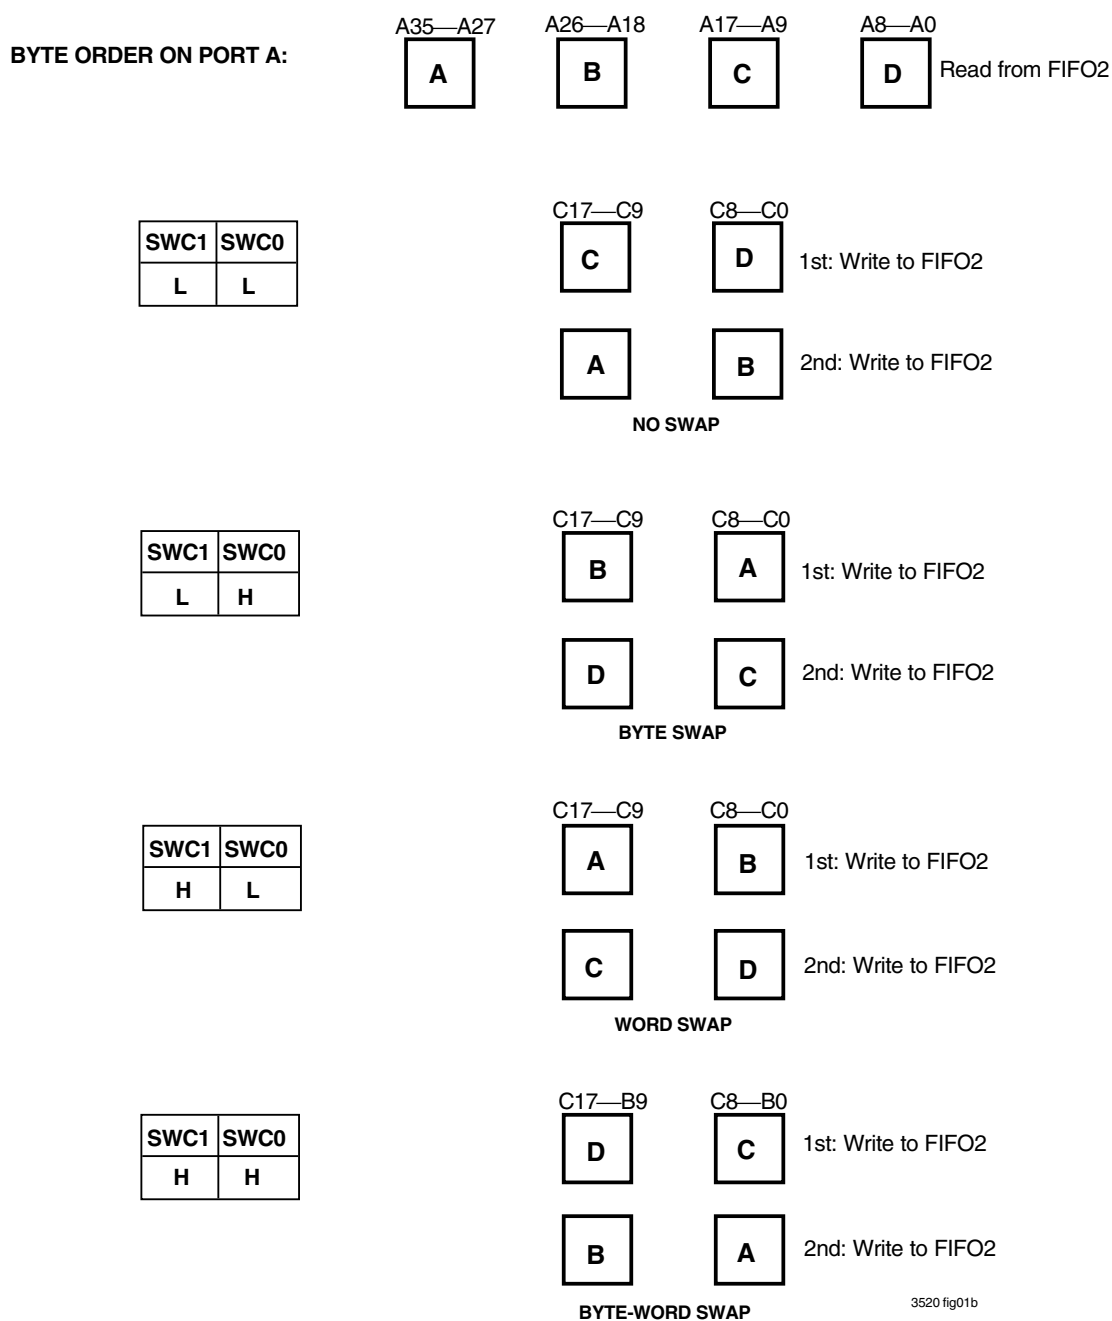 A35—A27 A26—A18 A17—A9 A8—A0
BYTE ORDER ON PORT A:
A B C D Read from FIFO2
C17—C9 C8—C0
SWC1 SWC0
C D 1st: Write to FIFO2
L L
A B 2nd: Write to FIFO2
NO SWAP
C17—C9 C8—C0
SWC1 SWC0
B A 1st: Write to FIFO2
L H
D C 2nd: Write to FIFO2
BYTE SWAP
C17—C9 C8—C0
SWC1 SWC0
A B 1st: Write to FIFO2
H L
C D 2nd: Write to FIFO2
WORD SWAP
C17—B9 C8—B0
SWC1 SWC0
D C 1st: Write to FIFO2
H H
B A 2nd: Write to FIFO2
3520 fig01b
BYTE-WORD SWAP